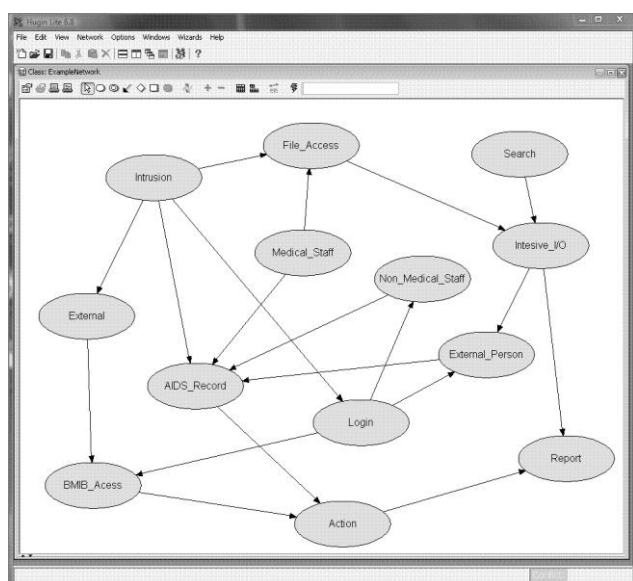 Hugin Lite 6.8
File Edit View Network Options Windows Wizards Help
Class: ExampleNetwork
File_Access
Search
Intrusion
Medical_Staff
Intesive_I/O
Non_Medical_Staff
External
External_Person
AIDS_Record
Login
Report
BMIB_Acess
Action